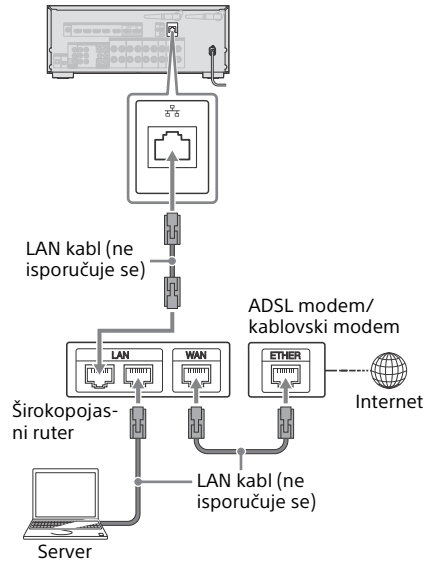 LAN kabl (ne
isporučuje se)
ADSL modem/
kablovski modem
LAN
WAN
ETHER
Internet
Širokopojas-
ni ruter
LAN kabl (ne
isporučuje se)
Server